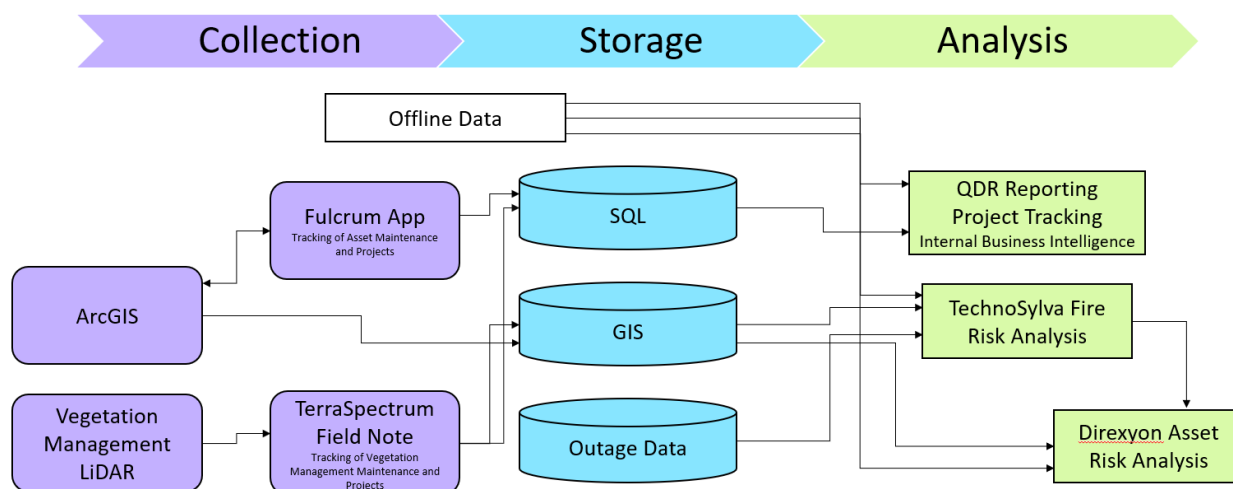 Collection
Storage
Analysis
Offline Data
Fulcrum App
Tracking of Asset Maintenance
and Projects
SQL
QDR Reporting
Project Tracking
Internal Business Intelligence
ArcGIS
GIS
TechnoSylva Fire
Risk Analysis
Vegetation
Management
LiDAR
TerraSpectrum
Field Note
Tracking of Vegetation
Management Maintenance and
Projects
Outage Data
Direxyon Asset
Risk Analysis